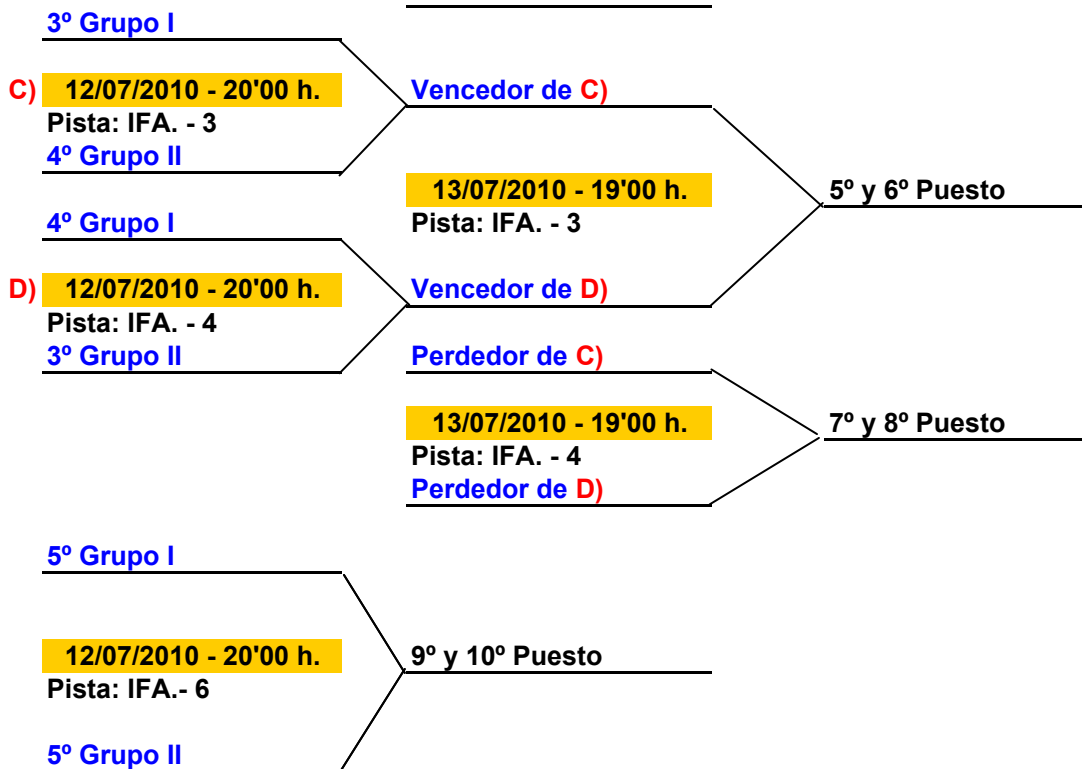 3º Grupo I
C) 12/07/2010 - 20'00 h.
Vencedor de C)
Pista: IFA. - 3
4º Grupo II
13/07/2010 - 19'00 h.
5º y 6º Puesto
4º Grupo I
Pista: IFA. - 3
D) 12/07/2010 - 20'00 h.
Vencedor de D)
Pista: IFA. - 4
3º Grupo II
Perdedor de C)
13/07/2010 - 19'00 h.
7º y 8º Puesto
Pista: IFA. - 4
Perdedor de D)
5º Grupo I
12/07/2010 - 20'00 h.
9º y 10º Puesto
Pista: IFA.- 6
5º Grupo II